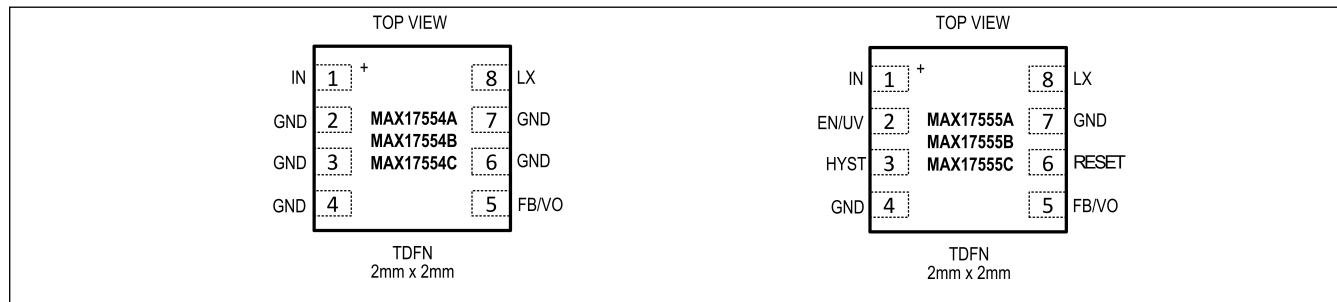 TOP VIEW
IN 1 + 8 LX
GND 2 MAX17554A 7 GND
MAX17554B
GND 3 MAX17554C 6 GND
GND 4 5 FB/VO
TDFN
2mm x 2mm
TOP VIEW
IN 1 + 8 LX
EN/UV 2 MAX17555A 7 GND
MAX17555B
HYST 3 MAX17555C 6 RESET
GND 4 5 FB/VO
TDFN
2mm x 2mm